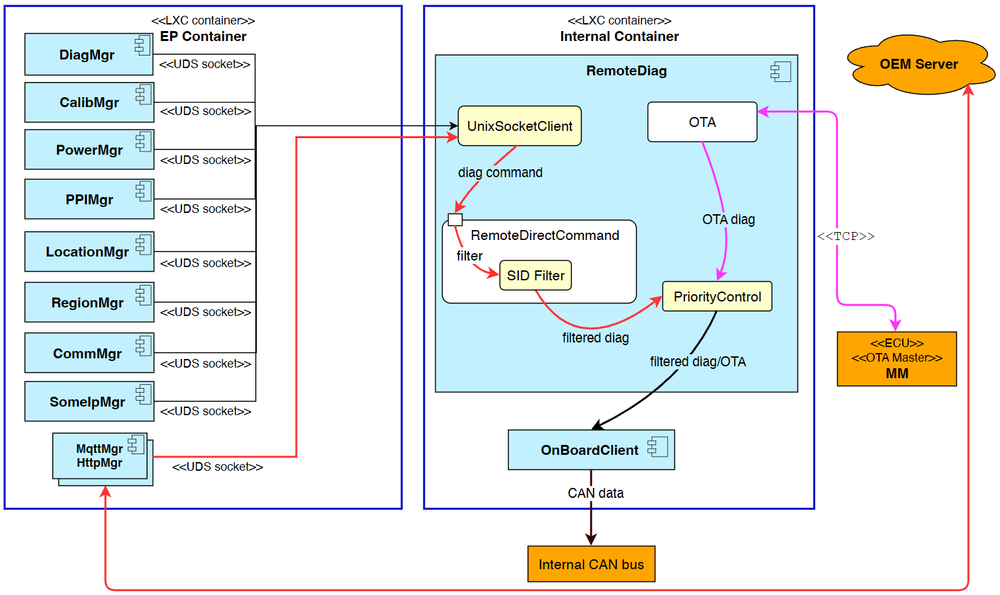 <<LXC container>>
EP Container
DiagMgr
<<UDS socket>>
CalibMgr
<<UDS socket>>
PowerMgr
<<UDS socket>>
PPIMgr
<<UDS socket>>
LocationMgr
<<UDS socket>>
RegionMgr
<<UDS socket>>
CommMgr
<<UDS socket>>
SomeIpMgr
<<UDS socket>>
MqttMgr
HttpMgr
<<UDS socket>>
<<LXC container>>
Internal Container
RemoteDiag
UnixSocketClient
OTA
diag command
OTA diag
RemoteDirectCommand
filter
SID Filter
PriorityControl
filtered diag
filtered diag/OTA
OnBoardClient
CAN data
Internal CAN bus
OEM Server
<<TCP>>
<<ECU>>
<<OTA Master>>
MM